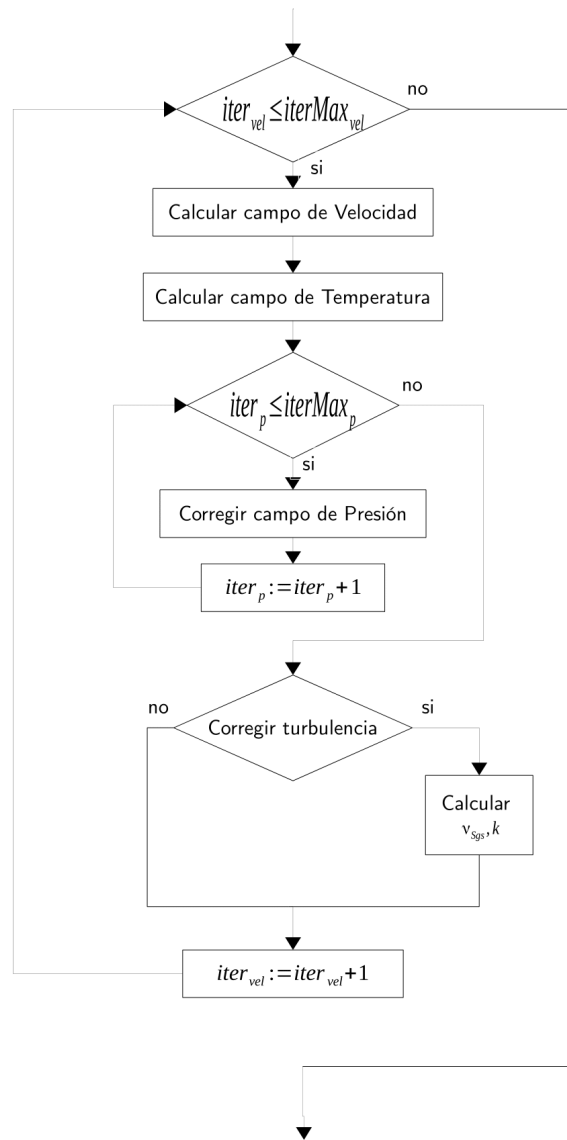 iter_vel ≤ iterMax_vel
no
si
Calcular campo de Velocidad
Calcular campo de Temperatura
iter_p ≤ iterMax_p
no
si
Corregir campo de Presión
iter_p := iter_p + 1
no
Corregir turbulencia
si
Calcular
ν_Sgs, k
iter_vel := iter_vel + 1